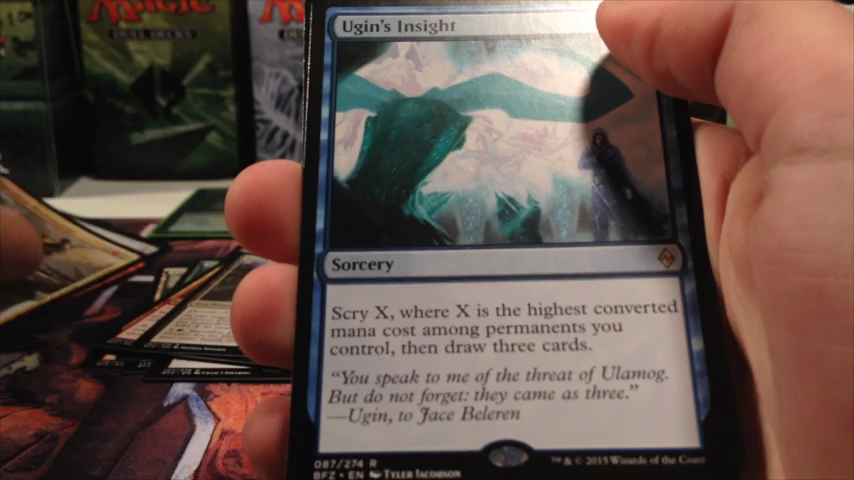 MAGIC
DUEL DECKS
Ugin's Insight
Sorcery
Scry X, where X is the highest converted
mana cost among permanents you
control, then draw three cards.
“You speak to me of the threat of Ulamog.
But do not forget: they came as three.”
—Ugin, to Jace Beleren
087/274 R
BFZ • EN Tyler Jacobson
™ & © 2015 Wizards of the Coast